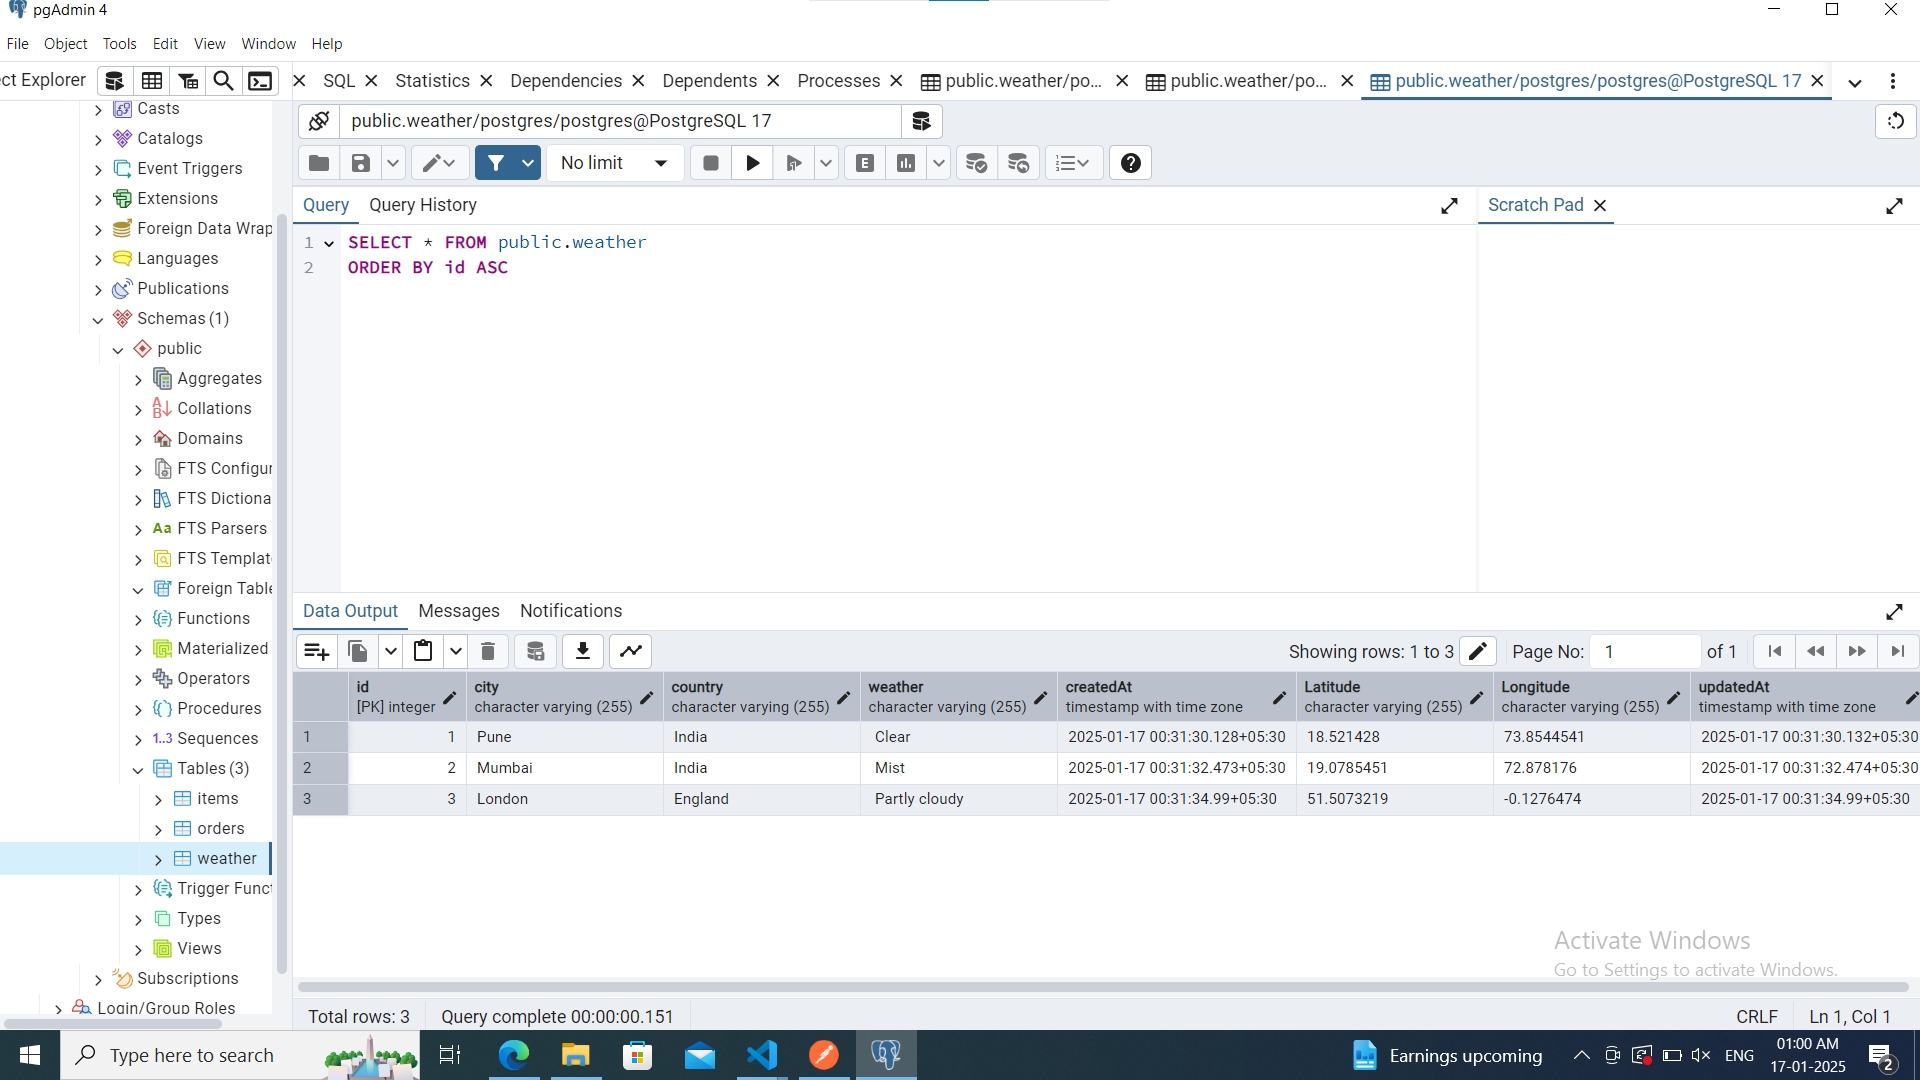 pgAdmin 4
File Object Tools Edit View Window Help
ct Explorer
SQL Statistics Dependencies Dependents Processes public.weather/po... public.weather/po... public.weather/postgres/postgres@PostgreSQL 17
public.weather/postgres/postgres@PostgreSQL 17
No limit
E
Query Query History
Scratch Pad
1 SELECT * FROM public.weather
2 ORDER BY id ASC
Casts
Catalogs
Event Triggers
Extensions
Foreign Data Wrap
Languages
Publications
Schemas (1)
public
Aggregates
Collations
Domains
FTS Configur
FTS Dictiona
Aa FTS Parsers
FTS Templat
Foreign Table
Functions
Materialized
Operators
Procedures
1..3 Sequences
Tables (3)
items
orders
weather
Trigger Funct
Types
Views
Subscriptions
Login/Group Roles
Data Output Messages Notifications
Showing rows: 1 to 3 Page No: 1 of 1
id city country weather createdAt Latitude Longitude updatedAt
[PK] integer character varying (255) character varying (255) character varying (255) timestamp with time zone character varying (255) character varying (255) timestamp with time zone
1 1 Pune India Clear 2025-01-17 00:31:30.128+05:30 18.521428 73.8544541 2025-01-17 00:31:30.132+05:30
2 2 Mumbai India Mist 2025-01-17 00:31:32.473+05:30 19.0785451 72.878176 2025-01-17 00:31:32.474+05:30
3 3 London England Partly cloudy 2025-01-17 00:31:34.99+05:30 51.5073219 -0.1276474 2025-01-17 00:31:34.99+05:30
Activate Windows
Go to Settings to activate Windows.
Total rows: 3 Query complete 00:00:00.151 CRLF Ln 1, Col 1
Type here to search
Earnings upcoming
ENG
01:00 AM
17-01-2025
2